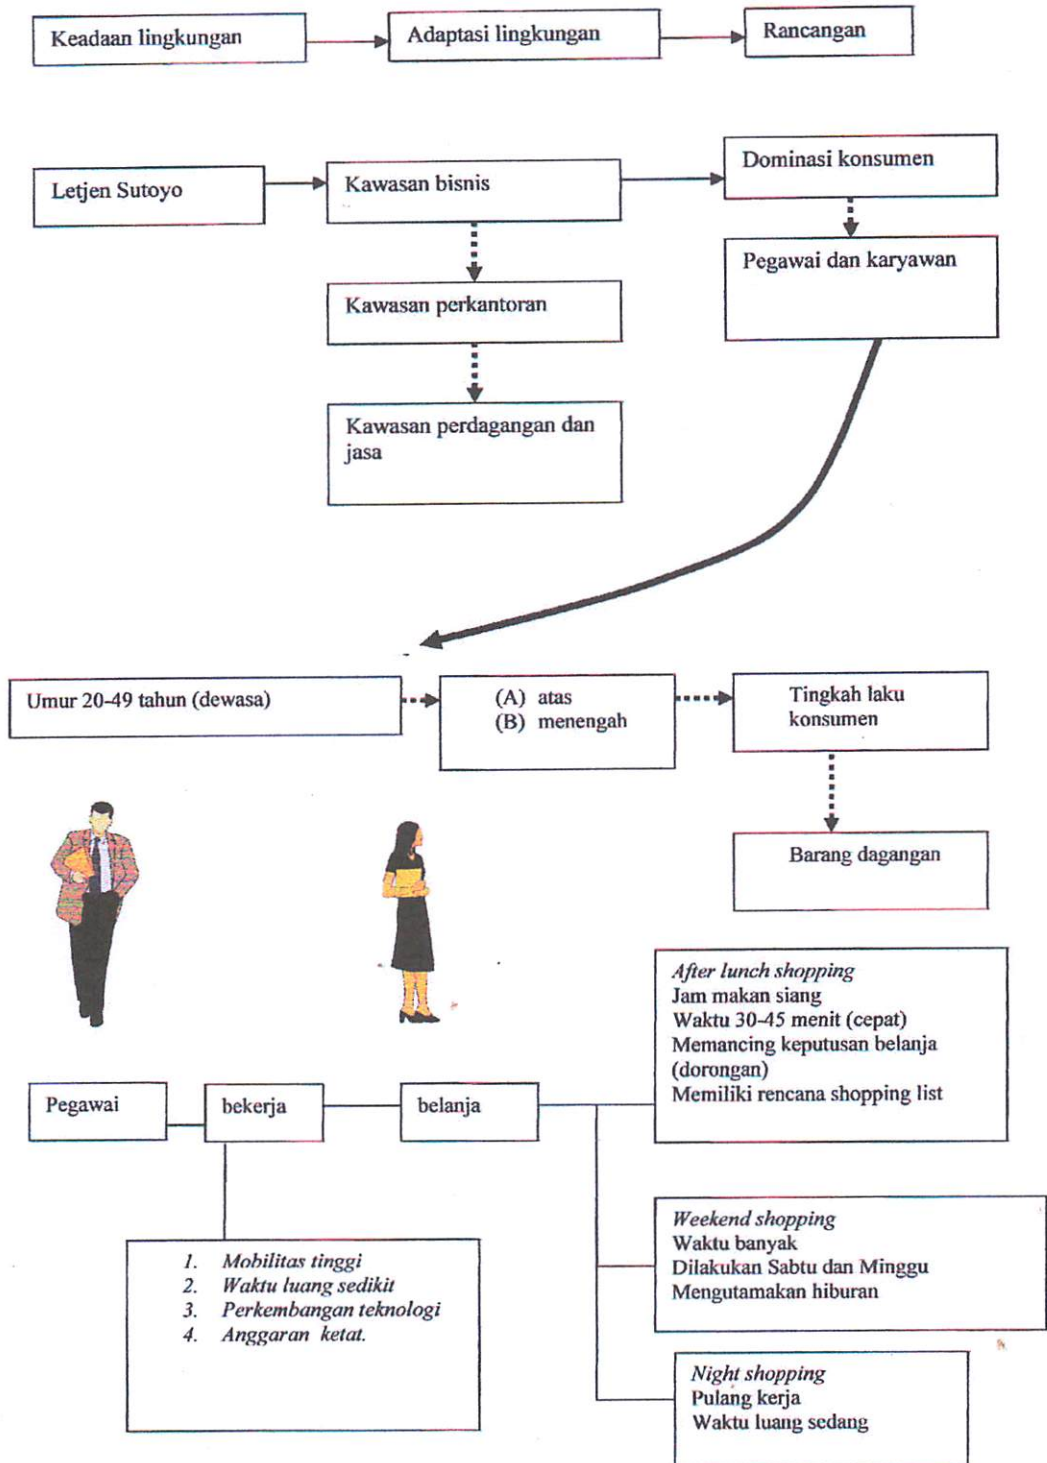 Keadaan lingkungan
Adaptasi lingkungan
Rancangan
Letjen Sutoyo
Kawasan bisnis
Dominasi konsumen
Pegawai dan karyawan
Kawasan perkantoran
Kawasan perdagangan dan
jasa
Umur 20-49 tahun (dewasa)
(A) atas
(B) menengah
Tingkah laku
konsumen
Barang dagangan
After lunch shopping
Jam makan siang
Waktu 30-45 menit (cepat)
Memancing keputusan belanja
(dorongan)
Memiliki rencana shopping list
Pegawai
bekerja
belanja
Weekend shopping
Waktu banyak
Dilakukan Sabtu dan Minggu
Mengutamakan hiburan
1. Mobilitas tinggi
2. Waktu luang sedikit
3. Perkembangan teknologi
4. Anggaran ketat.
Night shopping
Pulang kerja
Waktu luang sedang